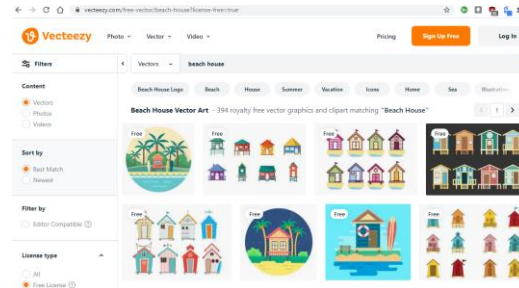 vecteezy.com/free-vector/beach-house?license-free=true
Vecteezy Photo Vector Video Pricing Sign Up Free Log In
Filters Vectors beach house
Content
Vectors
Photos
Videos
Beach House Logo Beach House Summer Vacation Icons Home Sea Illustration
Beach House Vector Art - 394 royalty free vector graphics and clipart matching "Beach House" 1
Free Free Free Free
Sort by
Best Match
Newest
Filter by
Editor Compatible
Free Free Free Free
License type
All
Free License